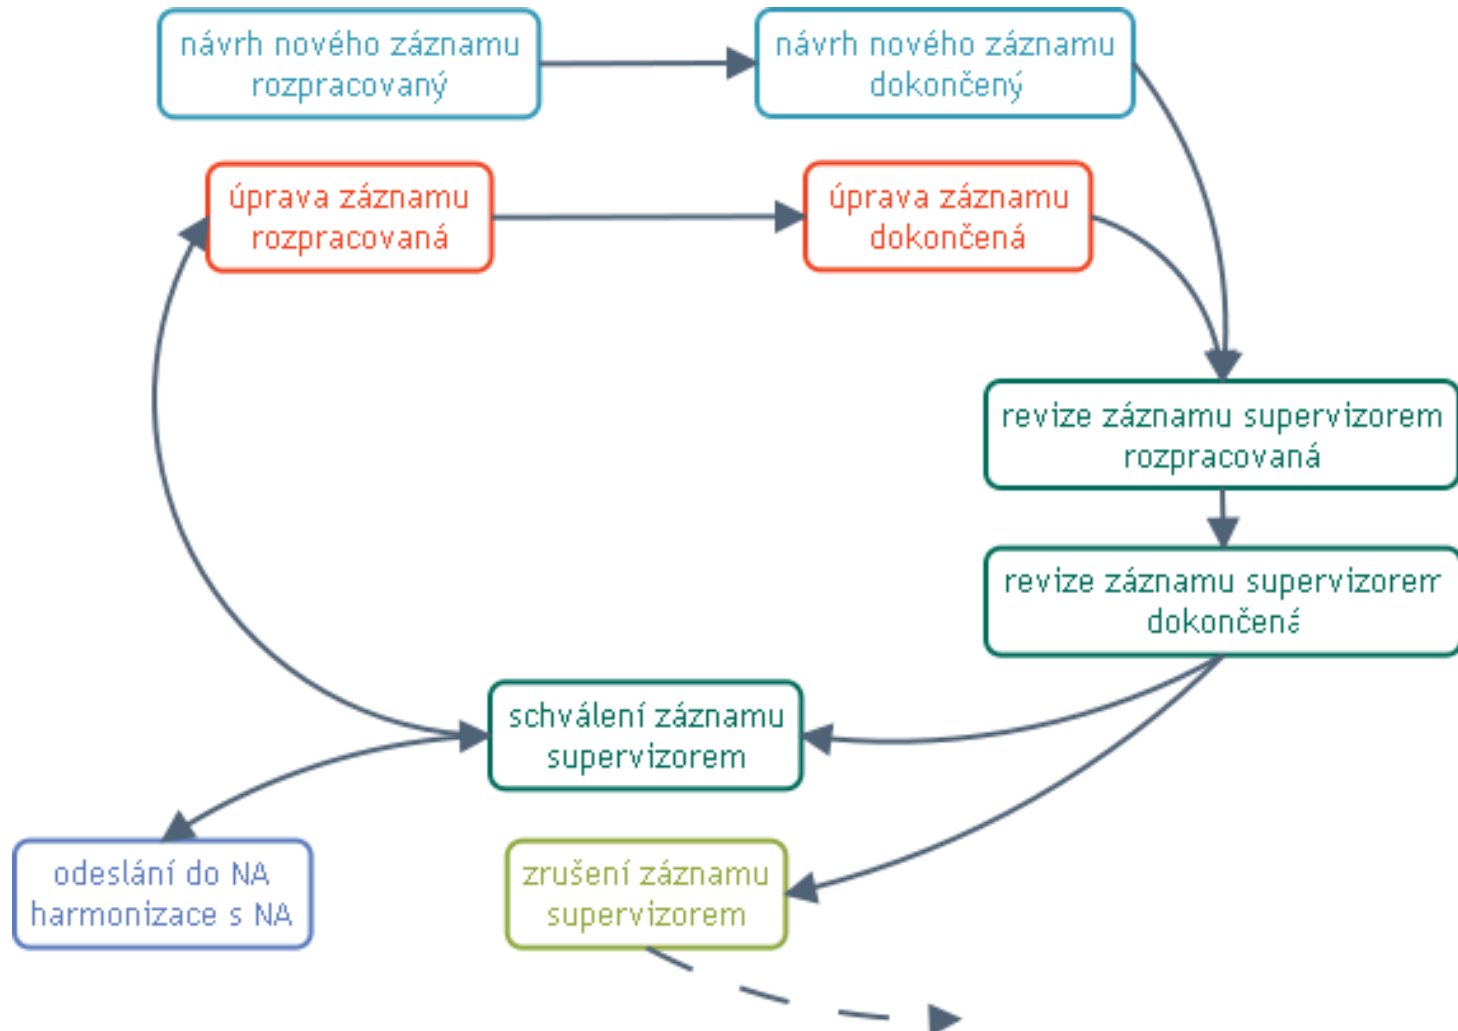 návrh nového záznamu
rozpracovaný
návrh nového záznamu
dokončený
úprava záznamu
rozpracovaná
úprava záznamu
dokončená
revize záznamu supervizorem
rozpracovaná
revize záznamu supervizorem
dokončená
schválení záznamu
supervizorem
odeslání do NA
harmonizace s NA
zrušení záznamu
supervizorem